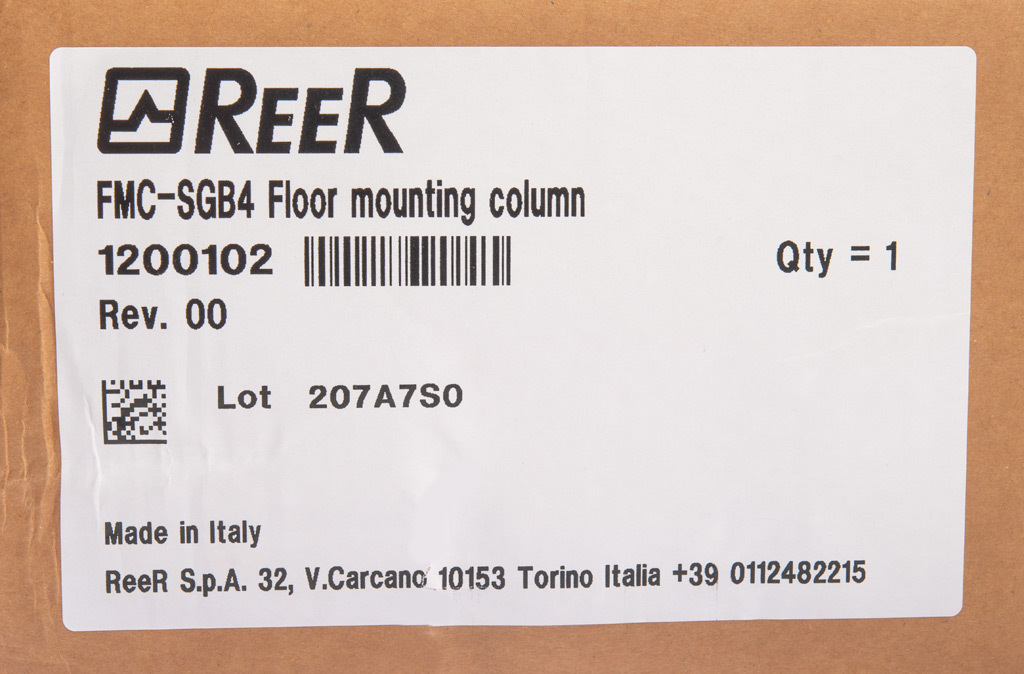 REER
FMC-SGB4 Floor mounting column
1200102
Qty = 1
Rev. 00
Lot 207A7S0
Made in Italy
ReeR S.p.A. 32, V.Carcano 10153 Torino Italia +39 0112482215